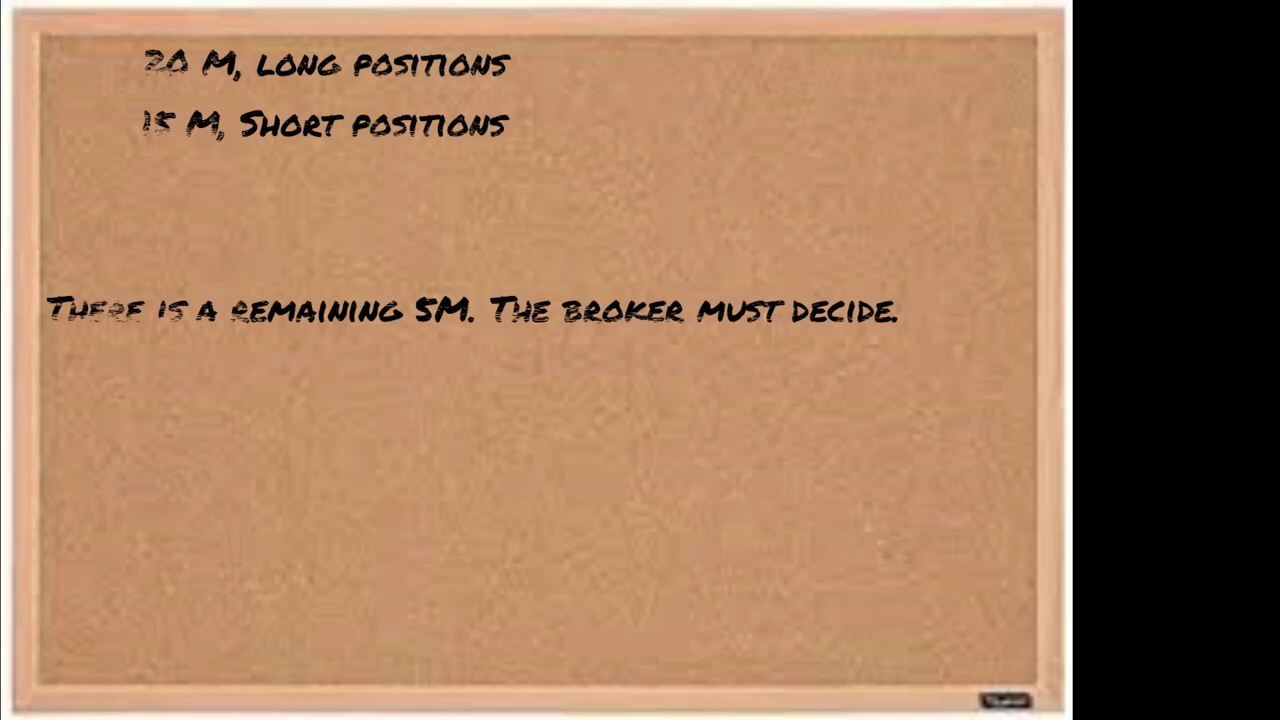 20 M, Long positions
15 M, Short positions
There is a remaining 5M. The broker must decide.